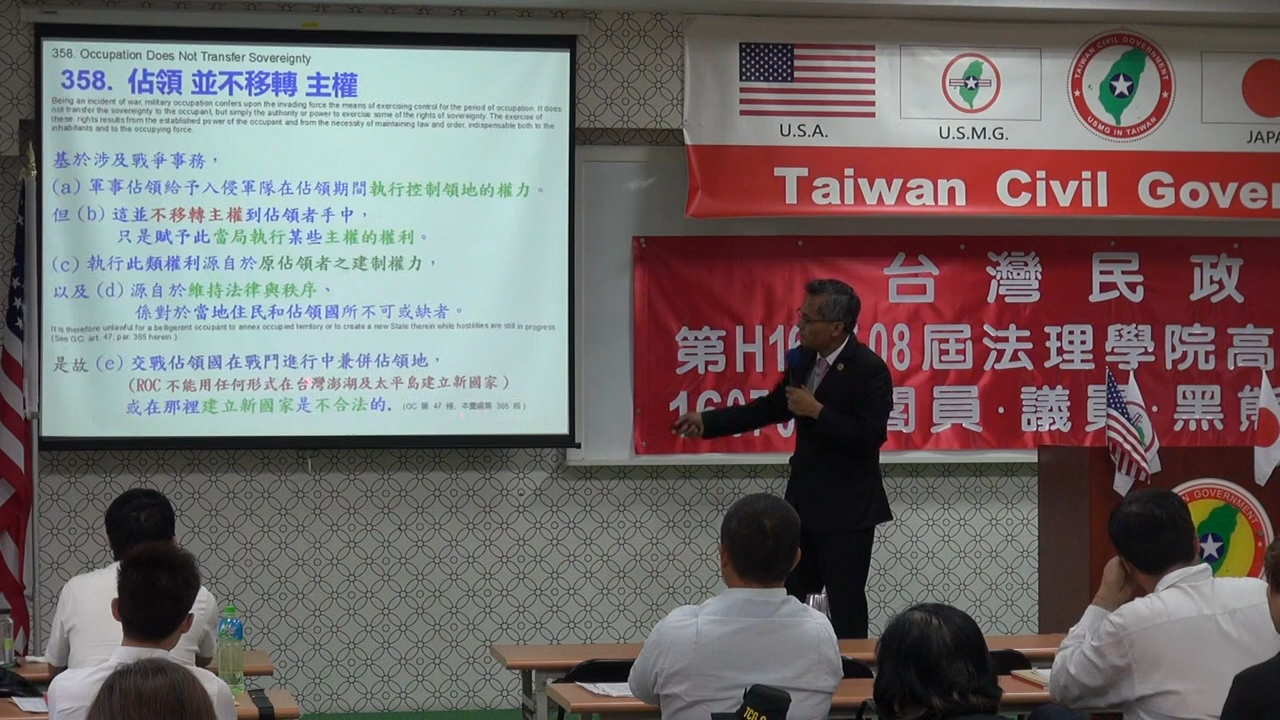 358. Occupation Does Not Transfer Sovereignty
358. 佔領 並不移轉 主權
Being an incident of war, military occupation confers upon the invading force the means of exercising control for the period of occupation. It does
not transfer the sovereignty to the occupant, but simply the authority or power to exercise some of the rights of sovereignty. The exercise of
these rights results from the established power of the occupant and from the necessity of maintaining law and order, indispensable both to the
inhabitants and to the occupying force.
基於涉及戰爭事務，
(a) 軍事佔領給予入侵軍隊在佔領期間執行控制領地的權力。
但 (b) 這並不移轉主權到佔領者手中，
只是賦予此當局執行某些主權的權利。
(c) 執行此類權利源自於原佔領者之建制權力，
以及 (d) 源自於維持法律與秩序、
係對於當地住民和佔領國所不可或缺者。
It is therefore unlawful for a belligerent occupant to annex occupied territory or to create a new State therein while hostilities are still in progress.
(See GC, art. 47; par. 365 herein.)
是故 (e) 交戰佔領國在戰鬥進行中兼併佔領地，
(ROC 不能用任何形式在台灣澎湖及太平島建立新國家)
或在那裡建立新國家是不合法的. (GC 第 47 條, 本彙編第 365 段)
U.S.A.
U.S.M.G.
TAIWAN CIVIL GOVERNMENT
USMG IN TAIWAN
JAPA
Taiwan Civil Gover
台灣民政
第H16 08屆法理學院高
1607 閣員·議員·黑
N GOVERNMENT
TCG